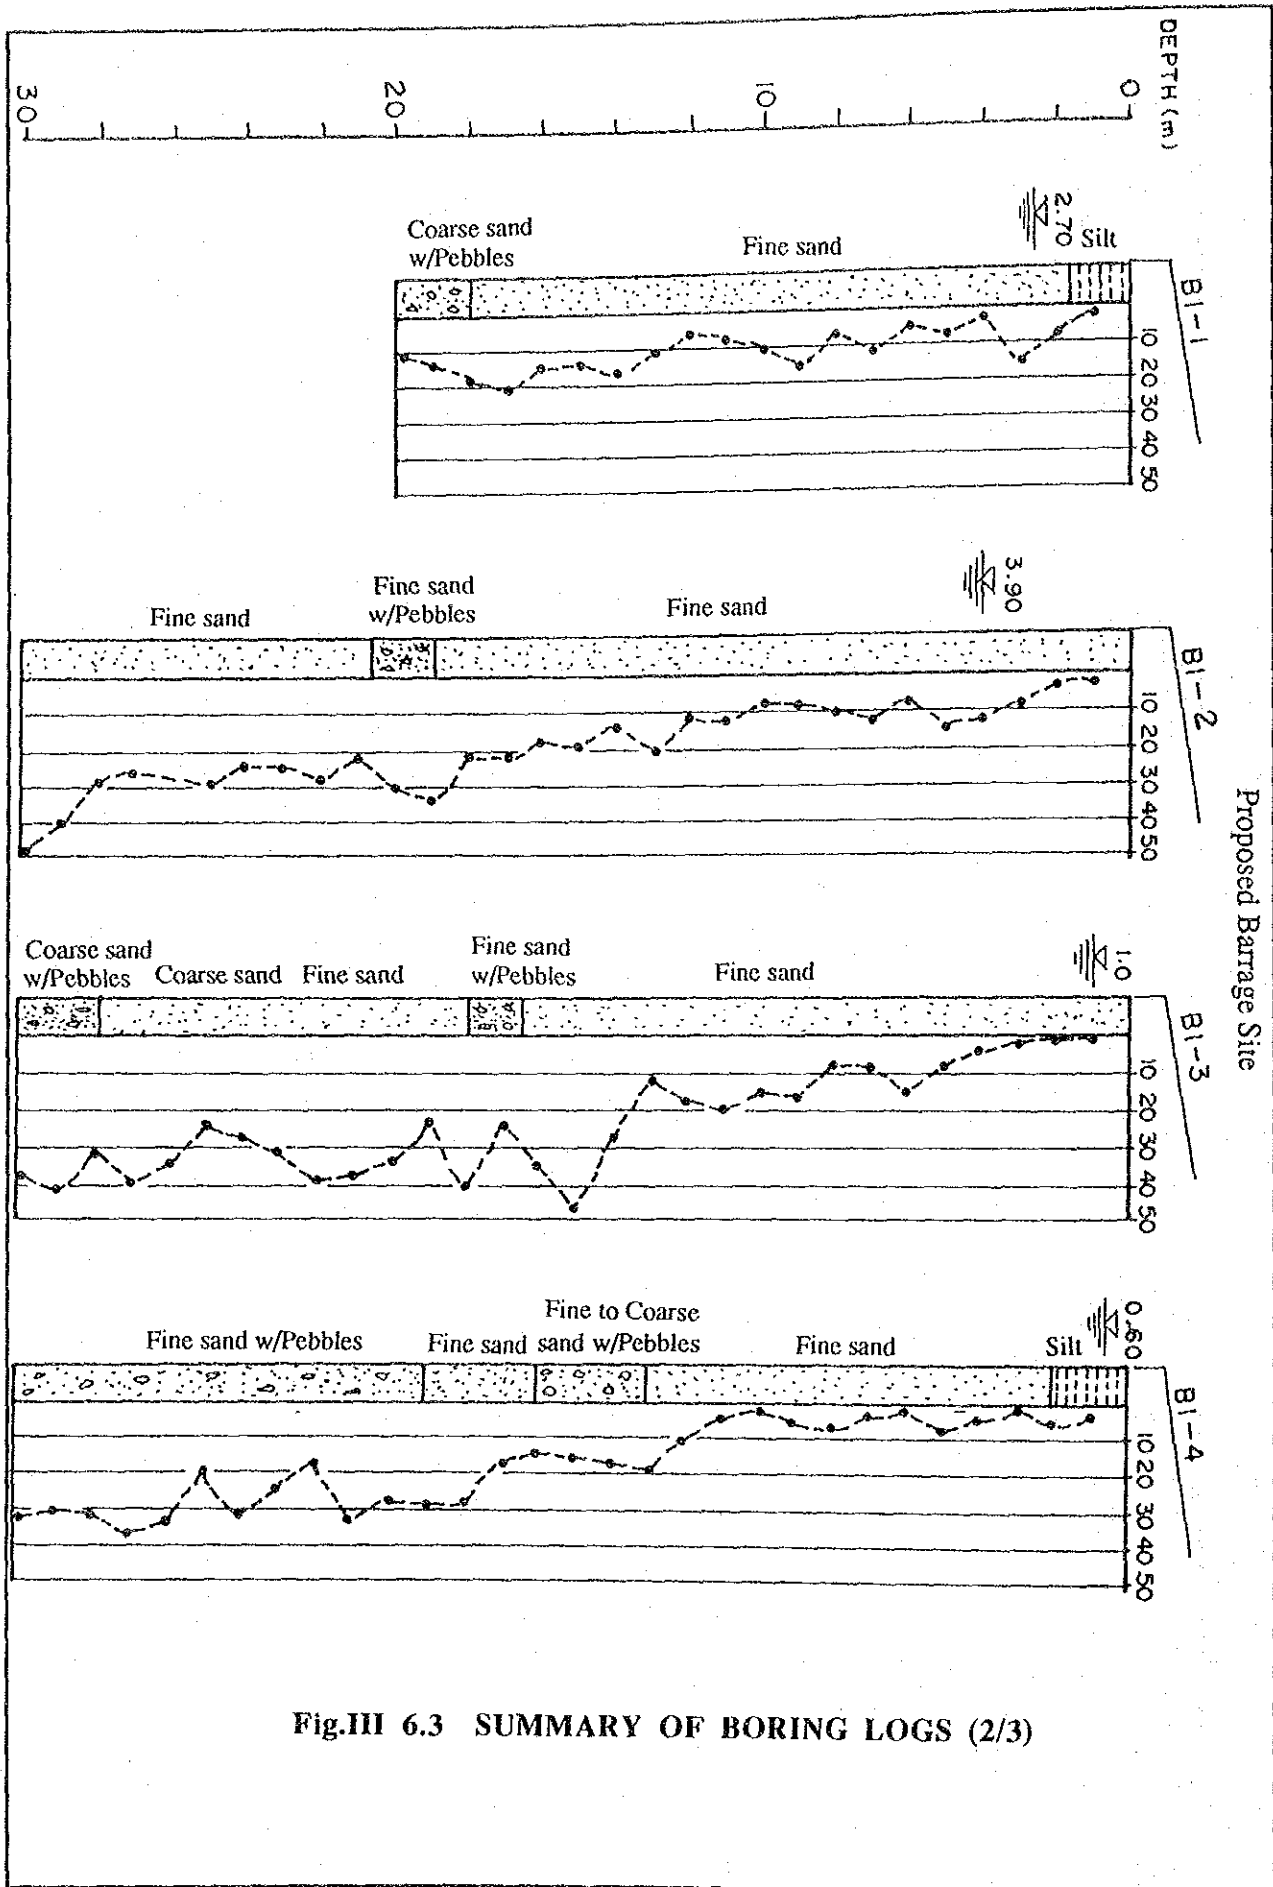 Proposed Barrage Site
DEPTH (m)
0
10
20
30
B1-1
10 20 30 40 50
2.70
Silt
Fine sand
Coarse sand
w/Pebbles
B1-2
10 20 30 40 50
3.90
Fine sand
Fine sand
w/Pebbles
Fine sand
B1-3
10 20 30 40 50
1.0
Fine sand
Fine sand
w/Pebbles
Fine sand
Coarse sand
Coarse sand
w/Pebbles
B1-4
10 20 30 40 50
0.60
Silt
Fine sand
Fine to Coarse
sand w/Pebbles
Fine sand
Fine sand w/Pebbles
Fig.III 6.3 SUMMARY OF BORING LOGS (2/3)